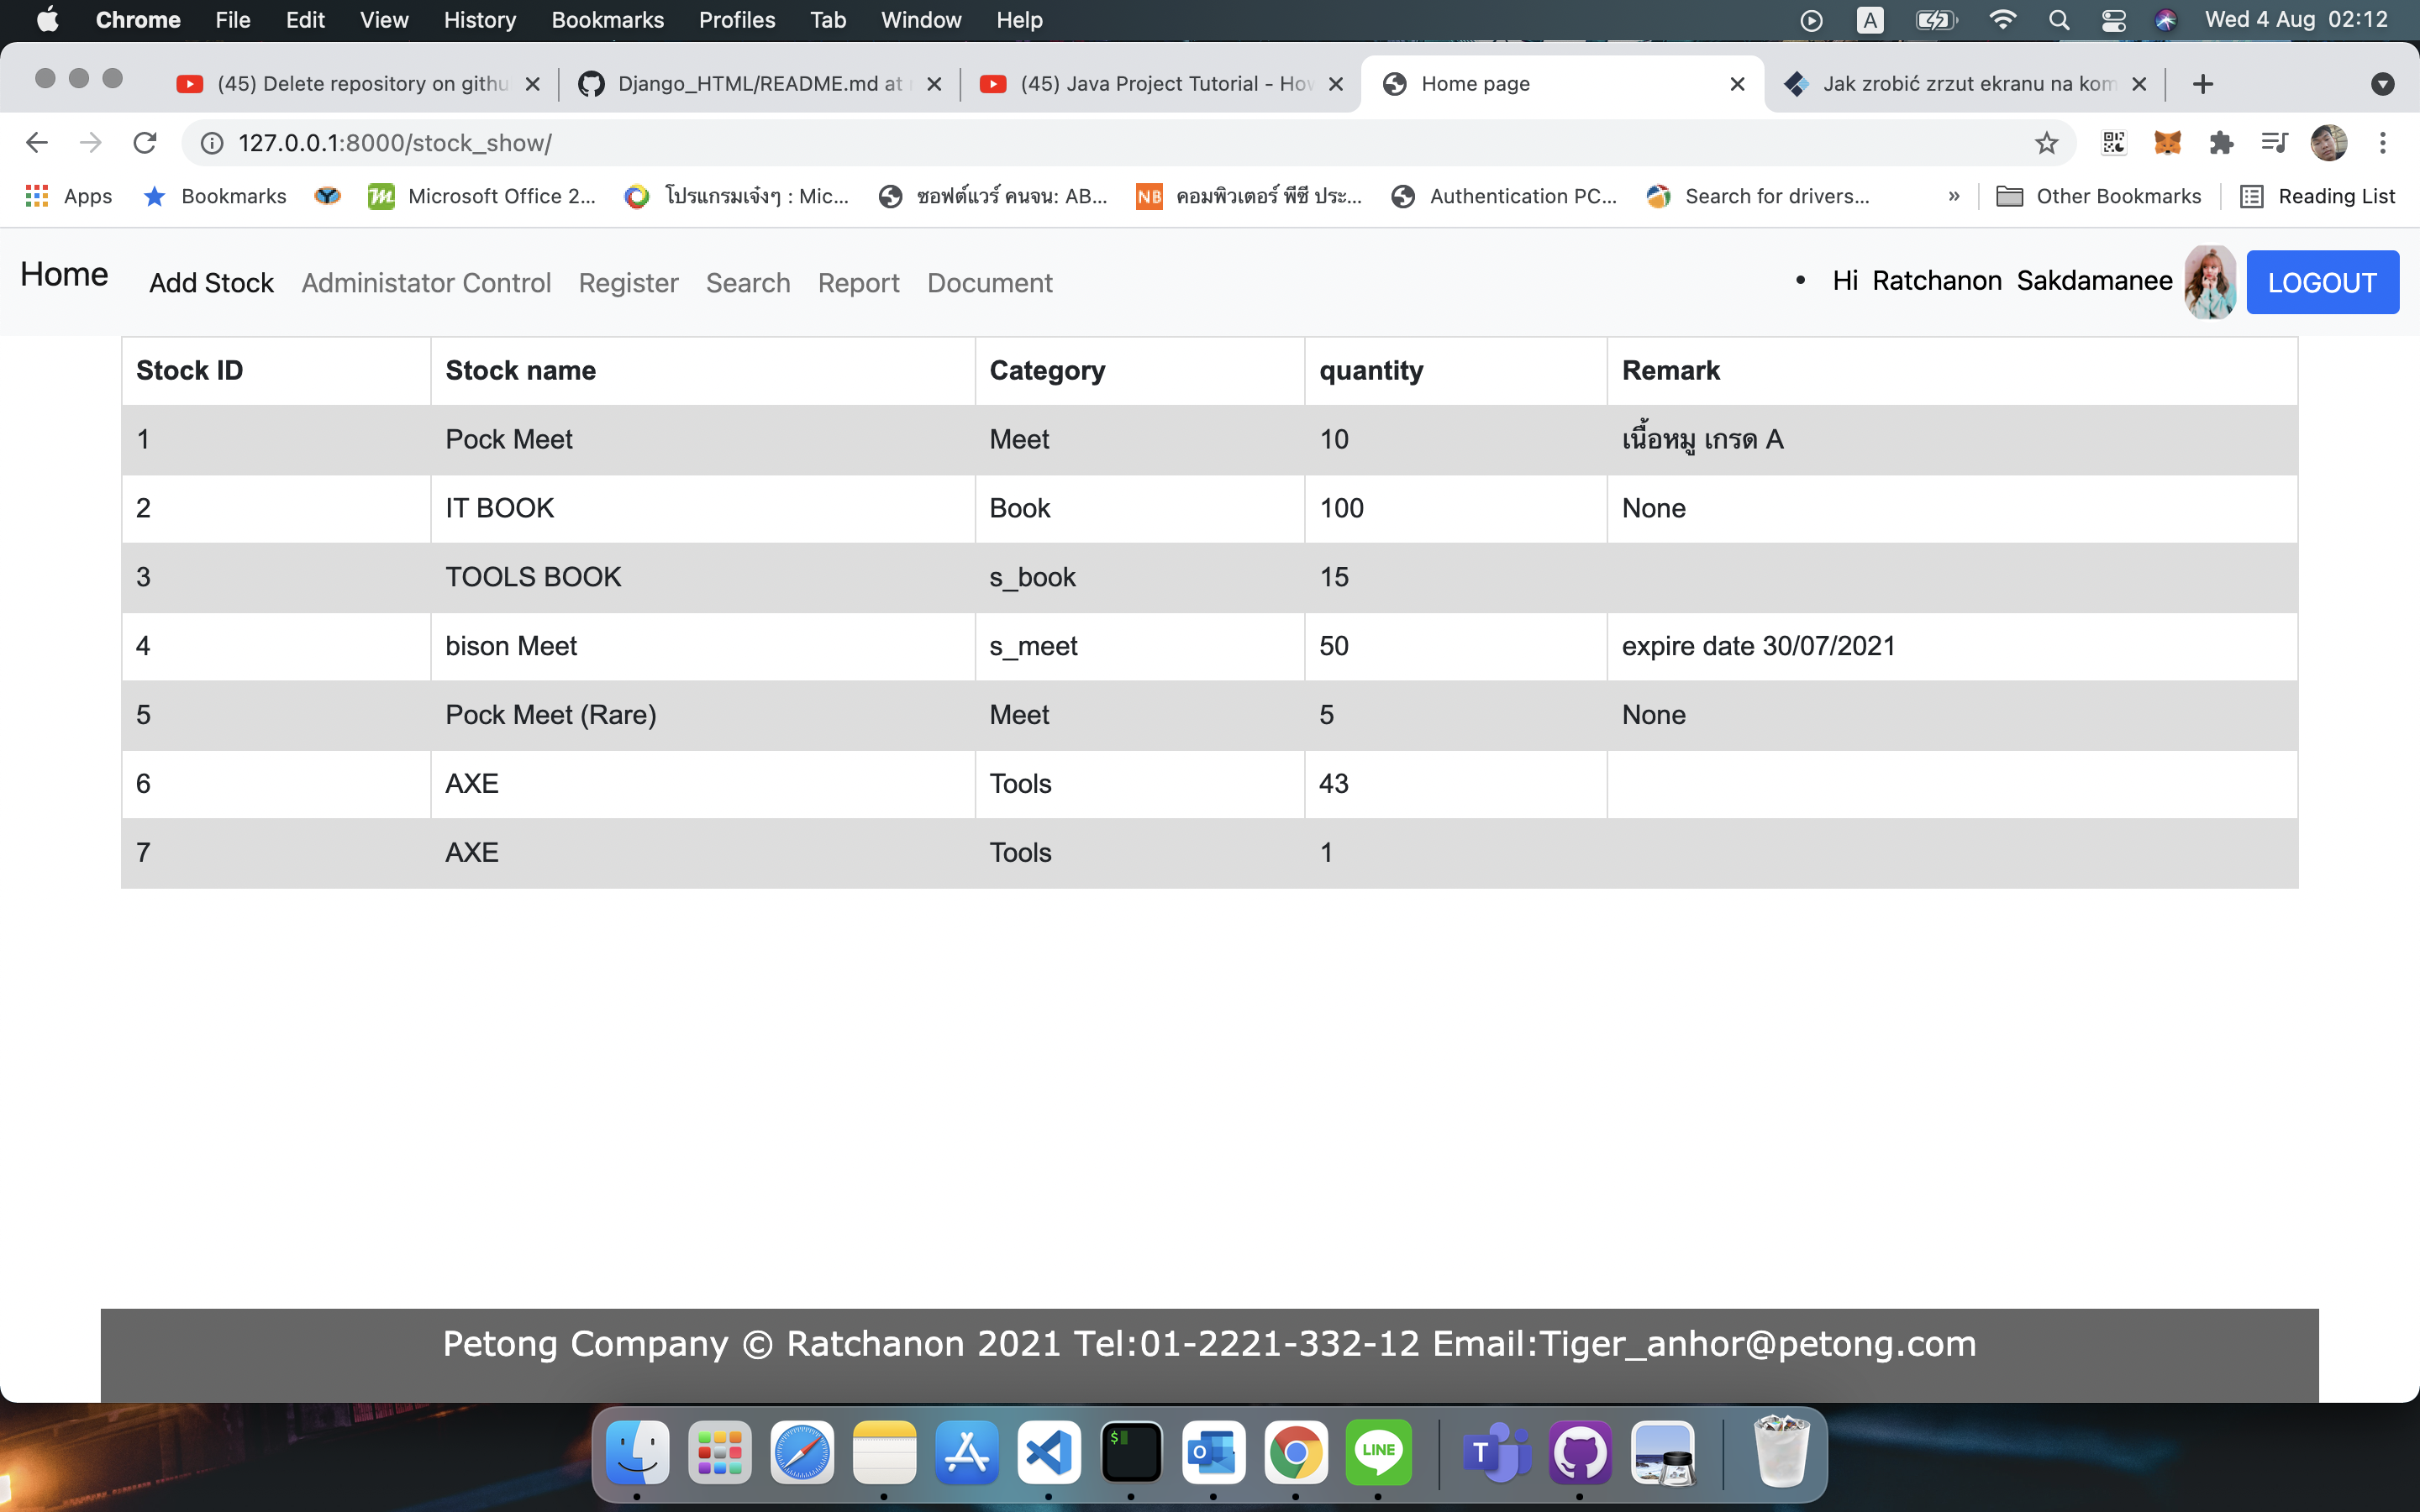 Chrome File Edit View History Bookmarks Profiles Tab Window Help A Wed 4 Aug 02:12
(45) Delete repository on githu Django_HTML/README.md at (45) Java Project Tutorial - How Home page Jak zrobić zrzut ekranu na kom
127.0.0.1:8000/stock_show/
Apps Bookmarks Microsoft Office 2... โปรแกรมเจ๋งๆ : Mic... ซอฟต์แวร์ คนจน: AB... NB คอมพิวเตอร์ พีซี ประ... Authentication PC... Search for drivers... » Other Bookmarks Reading List
Home Add Stock Administator Control Register Search Report Document • Hi Ratchanon Sakdamanee LOGOUT
Stock ID Stock name Category quantity Remark
1 Pock Meet Meet 10 เนื้อหมู เกรด A
2 IT BOOK Book 100 None
3 TOOLS BOOK s_book 15
4 bison Meet s_meet 50 expire date 30/07/2021
5 Pock Meet (Rare) Meet 5 None
6 AXE Tools 43
7 AXE Tools 1
Petong Company © Ratchanon 2021 Tel:01-2221-332-12 Email:Tiger_anhor@petong.com
$ O LINE T